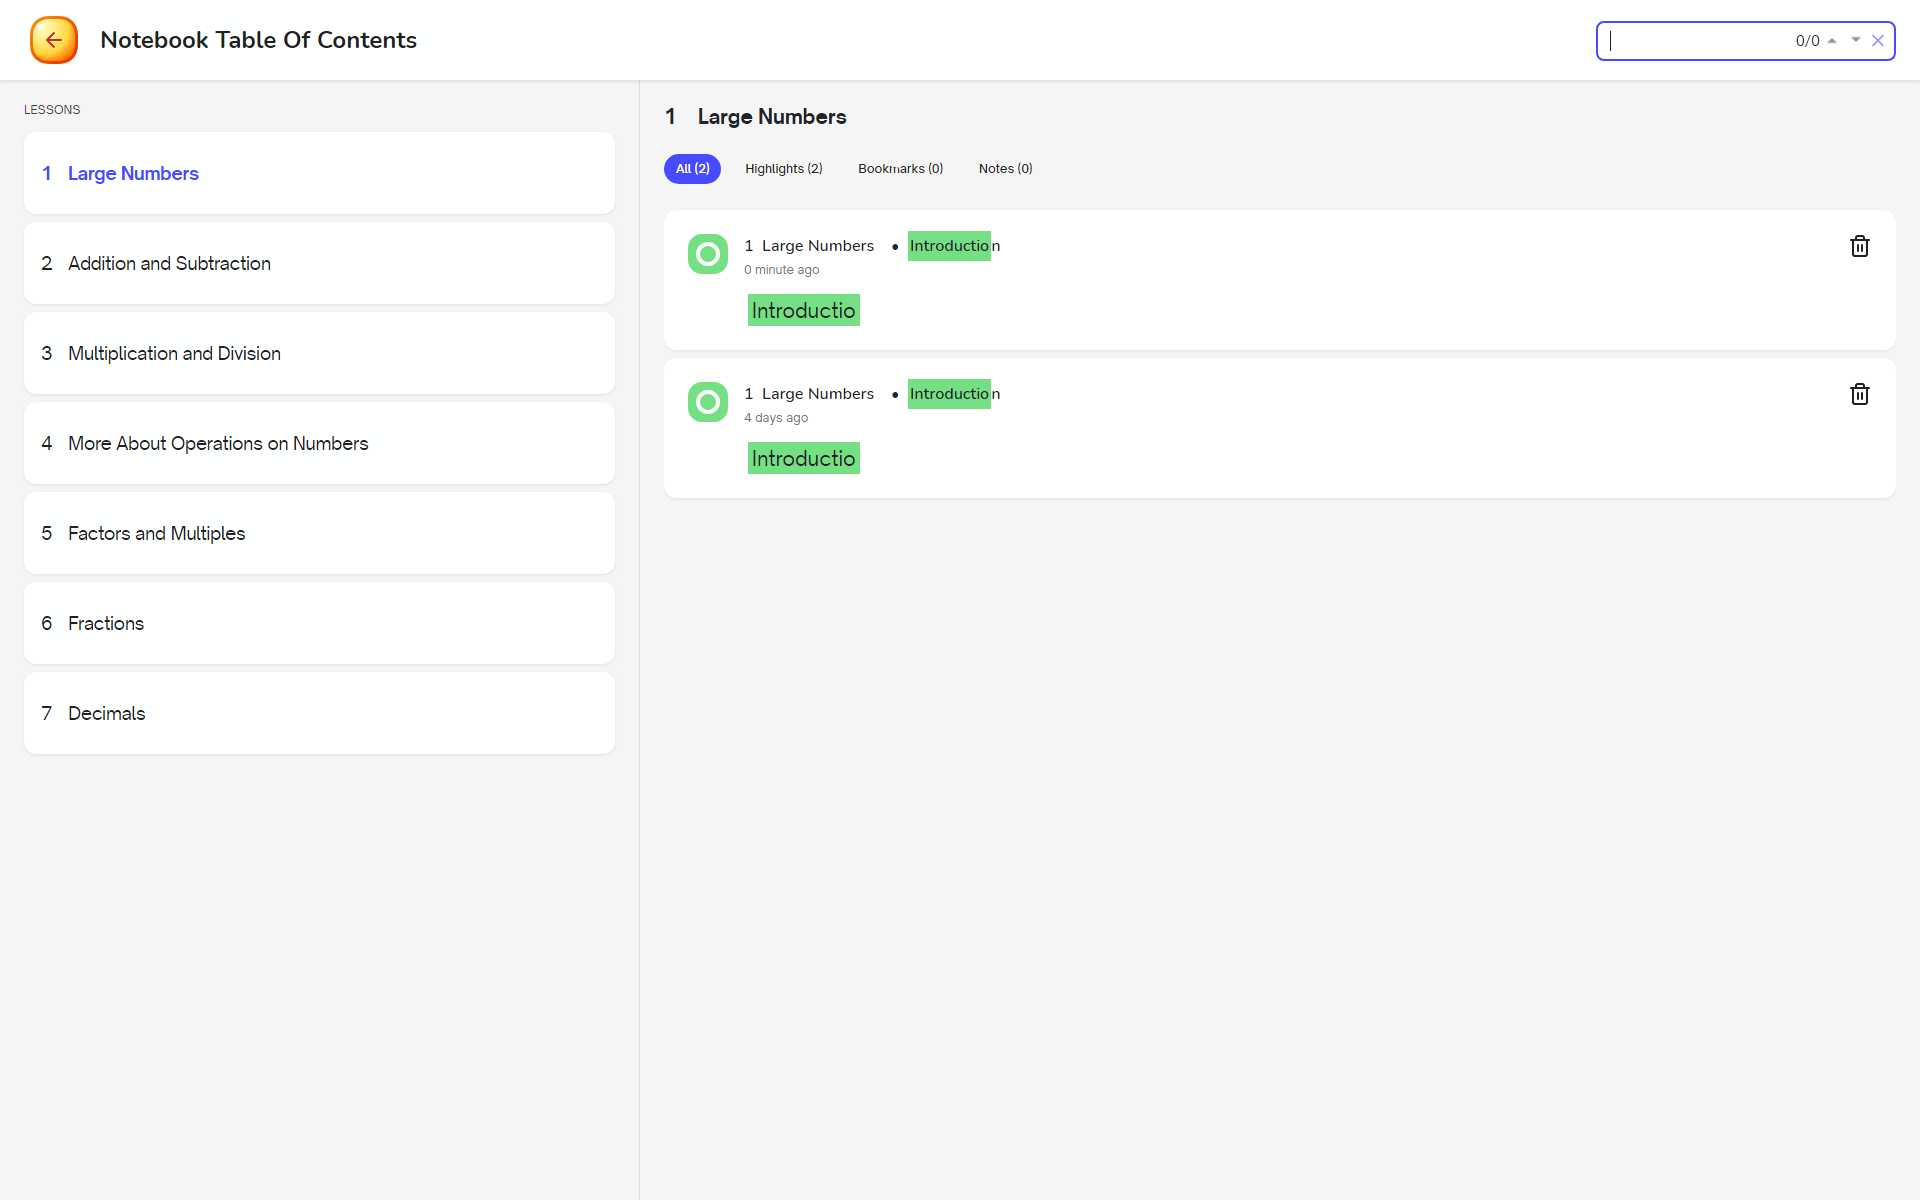 Notebook Table Of Contents
0/0
LESSONS
1 Large Numbers
2 Addition and Subtraction
3 Multiplication and Division
4 More About Operations on Numbers
5 Factors and Multiples
6 Fractions
7 Decimals
1 Large Numbers
All (2) Highlights (2) Bookmarks (0) Notes (0)
1 Large Numbers • Introduction
0 minute ago
Introductio
1 Large Numbers • Introduction
4 days ago
Introductio